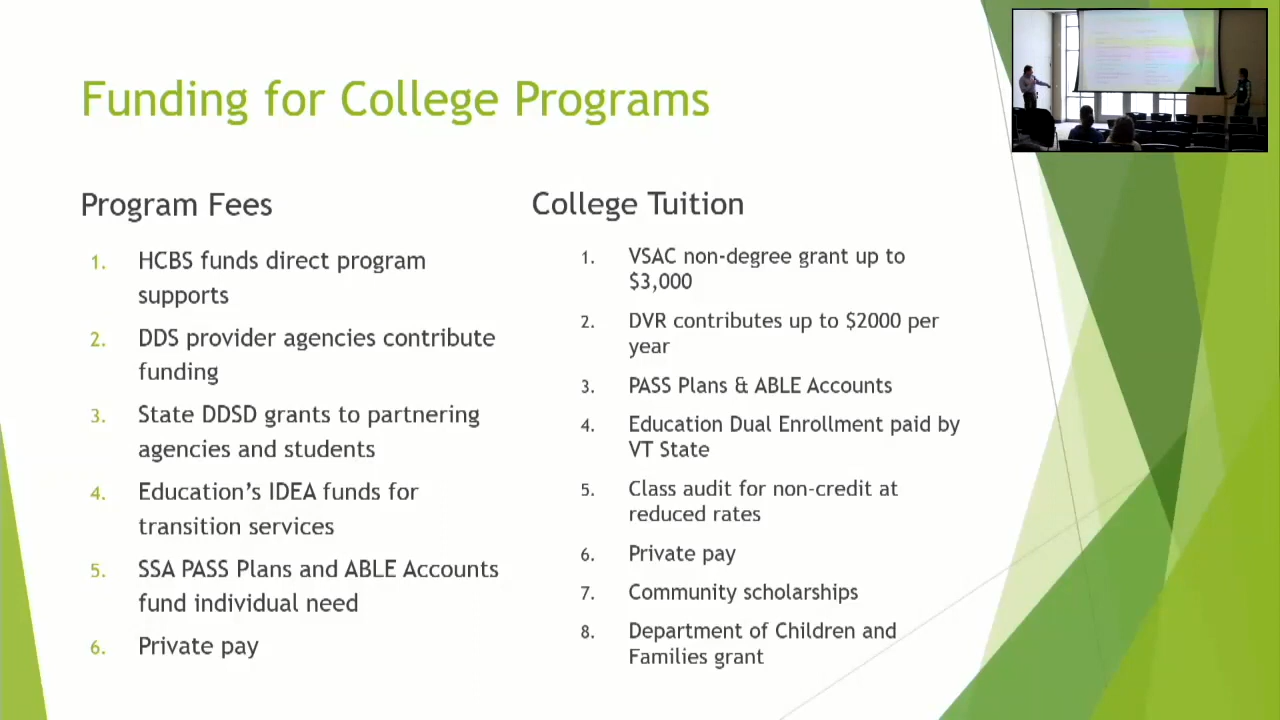 Funding for College Programs
Program Fees
1. HCBS funds direct program
supports
2. DDS provider agencies contribute
funding
3. State DDSD grants to partnering
agencies and students
4. Education’s IDEA funds for
transition services
5. SSA PASS Plans and ABLE Accounts
fund individual need
6. Private pay
College Tuition
1. VSAC non-degree grant up to
$3,000
2. DVR contributes up to $2000 per
year
3. PASS Plans & ABLE Accounts
4. Education Dual Enrollment paid by
VT State
5. Class audit for non-credit at
reduced rates
6. Private pay
7. Community scholarships
8. Department of Children and
Families grant